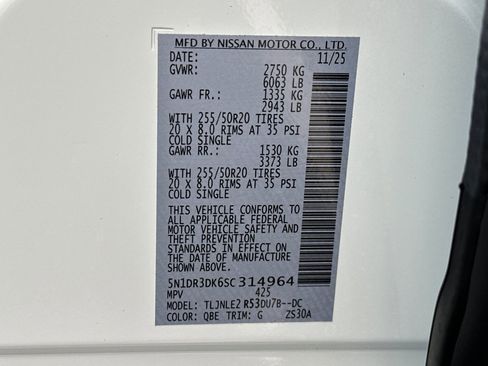 MFD BY NISSAN MOTOR CO., LTD.
DATE: 11/25
GVWR: 2750 KG
6063 LB
GAWR FR.: 1335 KG
2943 LB
WITH 255/50R20 TIRES
20 X 8.0 RIMS AT 35 PSI
COLD SINGLE
GAWR RR.: 1530 KG
3373 LB
WITH 255/50R20 TIRES
20 X 8.0 RIMS AT 35 PSI
COLD SINGLE
THIS VEHICLE CONFORMS TO
ALL APPLICABLE FEDERAL
MOTOR VEHICLE SAFETY AND
THEFT PREVENTION
STANDARDS IN EFFECT ON
THE DATE OF MANUFACTURE
SHOWN ABOVE.
5N1DR3DK6SC314964
MPV 425
MODEL: TLJNLE2 R53UU7B--DC
COLOR: QBE TRIM: G ZS30A